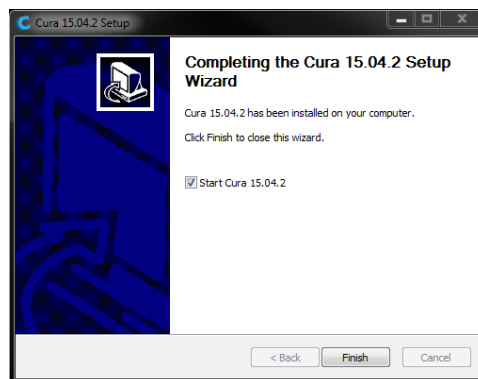 Cura 15.04.2 Setup
Completing the Cura 15.04.2 Setup
Wizard
Cura 15.04.2 has been installed on your computer.
Click Finish to close this wizard.
Start Cura 15.04.2
< Back
Finish
Cancel